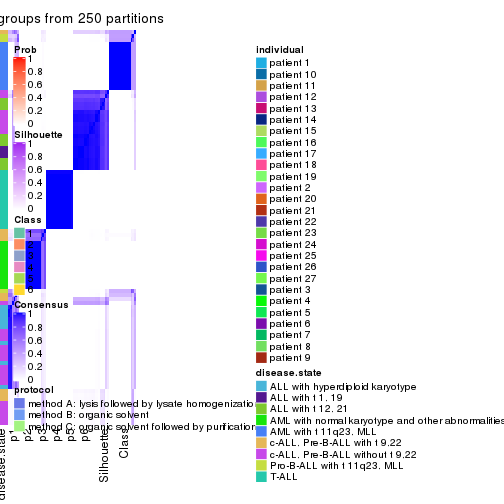 groups from 250 partitions
Prob
1
0.8
0.6
0.4
0.2
0
Silhouette
1
0.8
0.6
0.4
0.2
0
Class
1
2
3
4
5
6
Consensus
1
0.8
0.6
0.4
0.2
0
protocol
method A: lysis followed by lysate homogenizatio
method B: organic solvent
method C: organic solvent followed by purification
disease.state
p1
p2
p3
p4
p5
p6
Silhouette
Class
individual
patient 1
patient 10
patient 11
patient 12
patient 13
patient 14
patient 15
patient 16
patient 17
patient 18
patient 19
patient 2
patient 20
patient 21
patient 22
patient 23
patient 24
patient 25
patient 26
patient 27
patient 3
patient 4
patient 5
patient 6
patient 7
patient 8
patient 9
disease.state
ALL with hyperdiploid karyotype
ALL with t 1. 19
ALL with t 12. 21
AML with normal karyotype and other abnormalities
AML with t 11q23. MLL
c-ALL. Pre-B-ALL with t 9.22
c-ALL. Pre-B-ALL without t 9.22
Pro-B-ALL with t 11q23. MLL
T-ALL